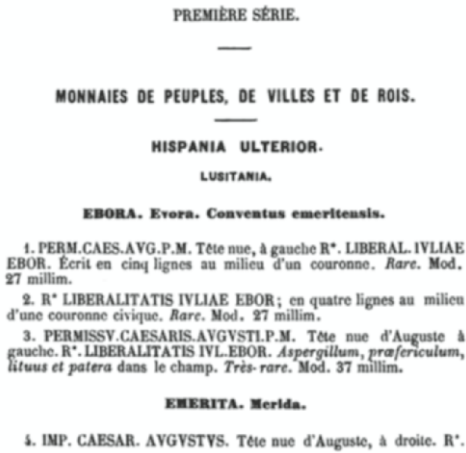 PREMIÈRE SÉRIE.
MONNAIES DE PEUPLES, DE VILLES ET DE ROIS.
HISPANIA ULTERIOR.
LUSITANIA.
EBORA. Evora. Conventus emeritensis.
1. PERM.CAES.AVG.P.M. Tête nue, à gauche R*. LIBERAL. IVLIAE
EBOR. Écrit en cinq lignes au milieu d'un couronne. Rare. Mod.
27 millim.
2. R* LIBERALITATIS IVLIAE EBOR; en quatre lignes au milieu
d'une couronne civique. Rare. Mod. 27 millim.
3. PERMISSV.CAESARIS.AVGVSTI.P.M. Tête nue d'Auguste à
gauche. R*. LIBERALITATIS IVL.EBOR. Aspergillum, præfericulum,
lituus et patera dans le champ. Très-rare. Mod. 37 millim.
EMERITA. Merida.
4. IMP. CAESAR. AVGVSTVS. Tête nue d'Auguste, à droite. R*.